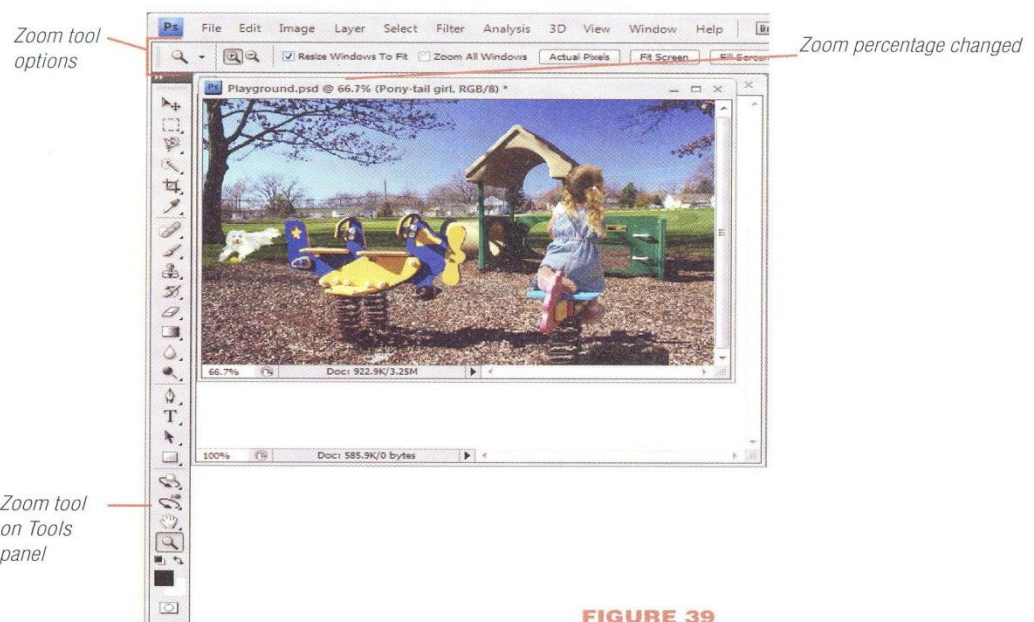 Zoom tool
options
Ps File Edit Image Layer Select Filter Analysis 3D View Window Help
Resize Windows To Fit Zoom All Windows Actual Pixels Fit Screen Fill Screen
Zoom percentage changed
Ps Playground.psd @ 66.7% (Pony-tail girl, RGB/8) *
66.7% Doc: 922.9K/3.25M
T
100% Doc: 585.9K/0 bytes
Zoom tool
on Tools
panel
FIGURE 39